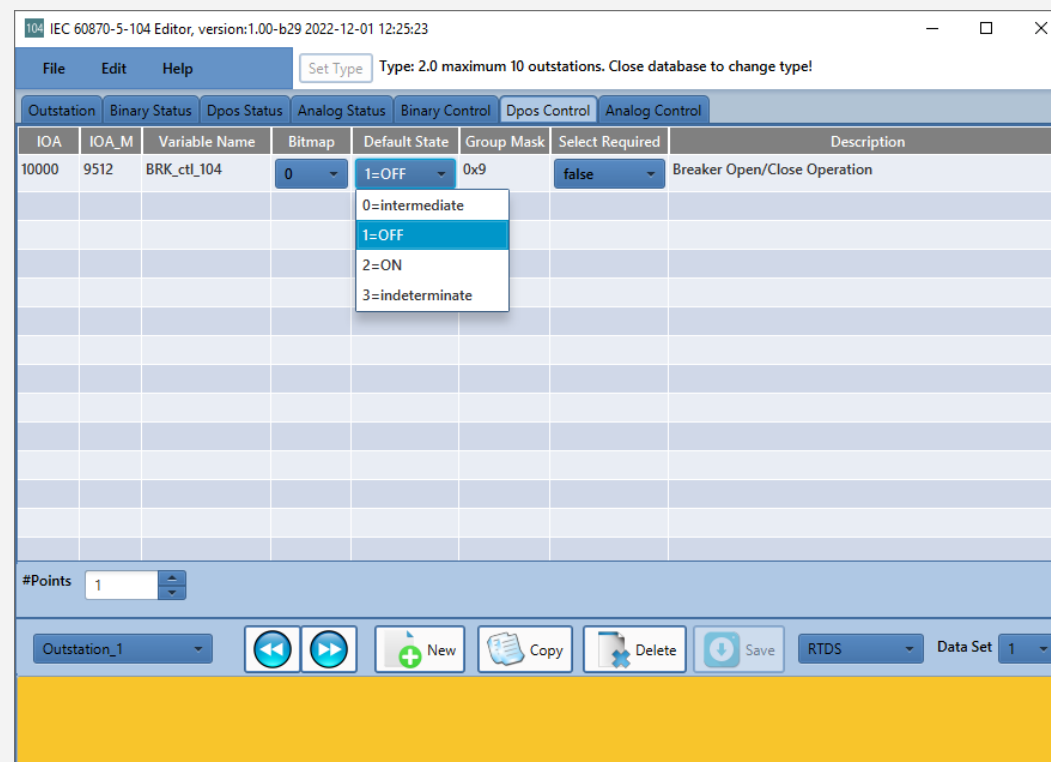 104 IEC 60870-5-104 Editor, version:1.00-b29 2022-12-01 12:25:23
File Edit Help Set Type Type: 2.0 maximum 10 outstations. Close database to change type!
Outstation Binary Status Dpos Status Analog Status Binary Control Dpos Control Analog Control
IOA IOA_M Variable Name Bitmap Default State Group Mask Select Required Description
10000 9512 BRK_ctl_104 0 1=OFF 0x9 false Breaker Open/Close Operation
0=intermediate
1=OFF
2=ON
3=indeterminate
#Points 1
Outstation_1 New Copy Delete Save RTDS Data Set 1